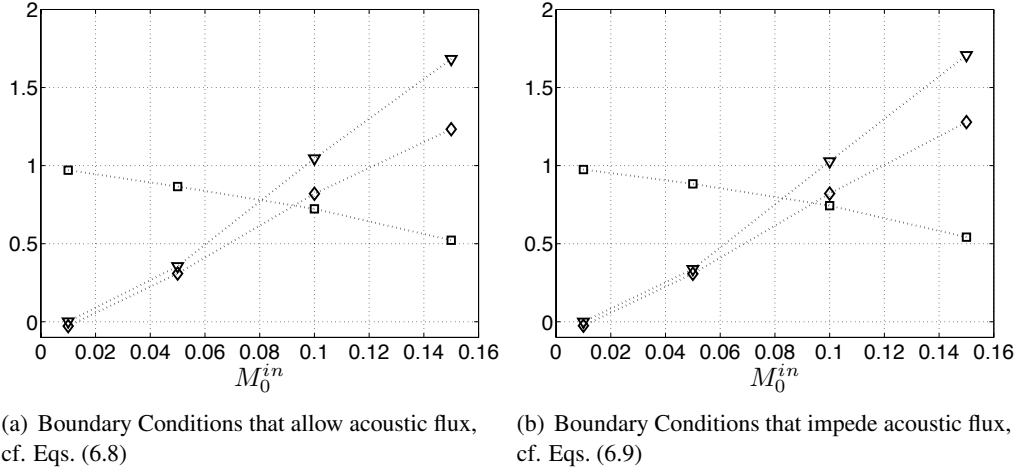 2
1.5
1
0.5
0
0 0.02 0.04 0.06 0.08 0.1 0.12 0.14 0.16
M_0^{in}
(a) Boundary Conditions that allow acoustic flux,
cf. Eqs. (6.8)
2
1.5
1
0.5
0
0 0.02 0.04 0.06 0.08 0.1 0.12 0.14 0.16
M_0^{in}
(b) Boundary Conditions that impede acoustic flux,
cf. Eqs. (6.9)